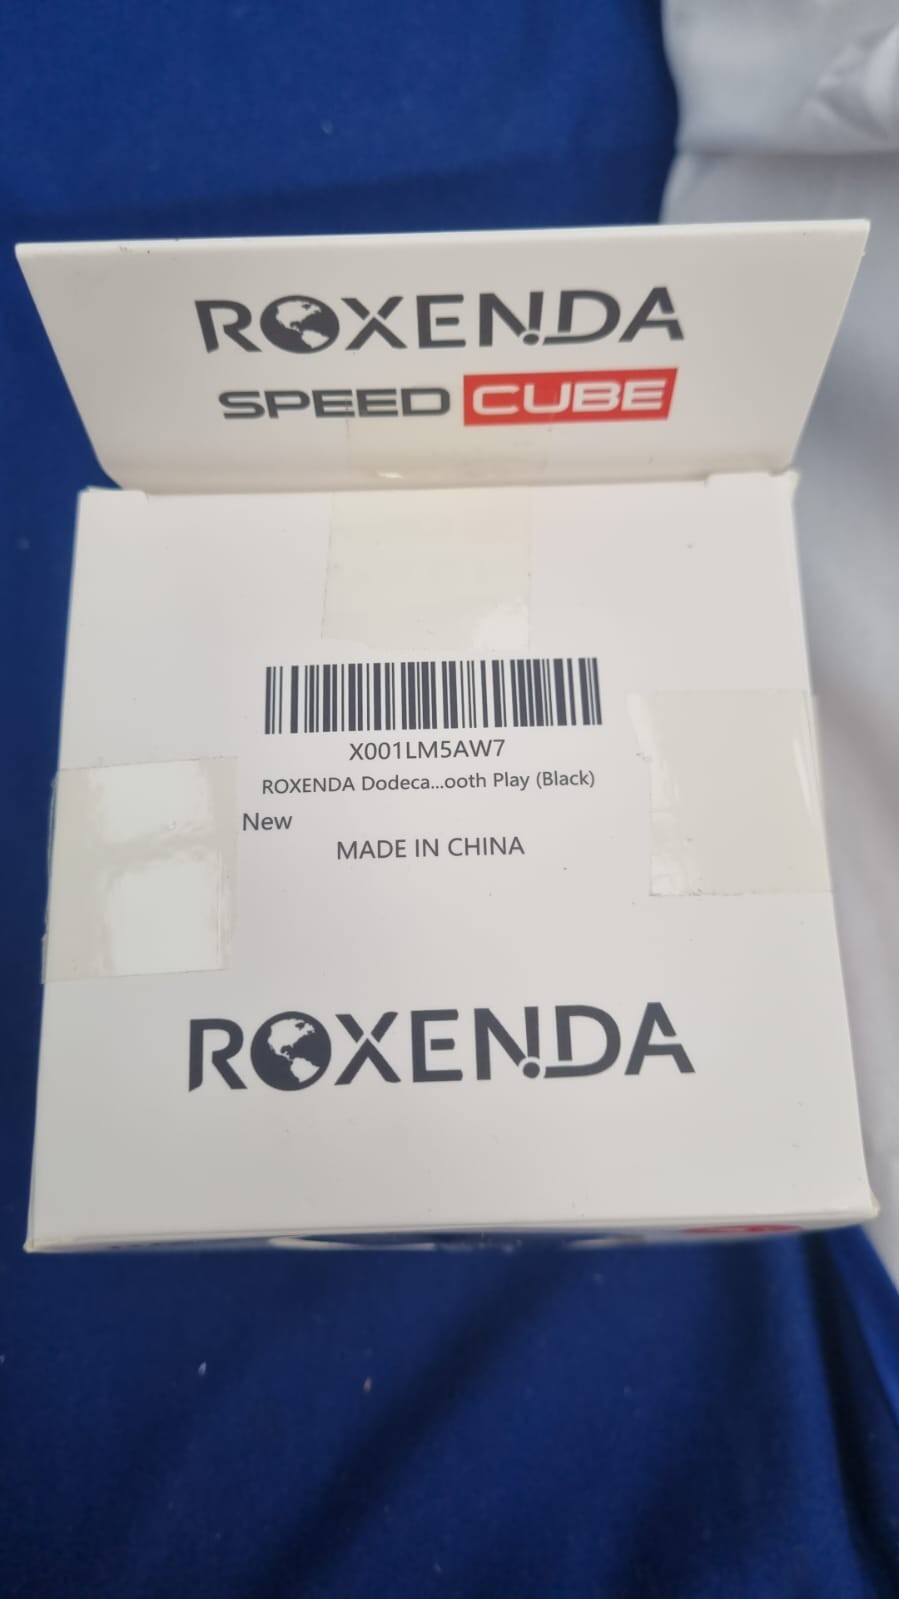 ROXENDA
SPEED CUBE
X001LM5AW7
ROXENDA Dodeca...ooth Play (Black)
New
MADE IN CHINA
ROXENDA